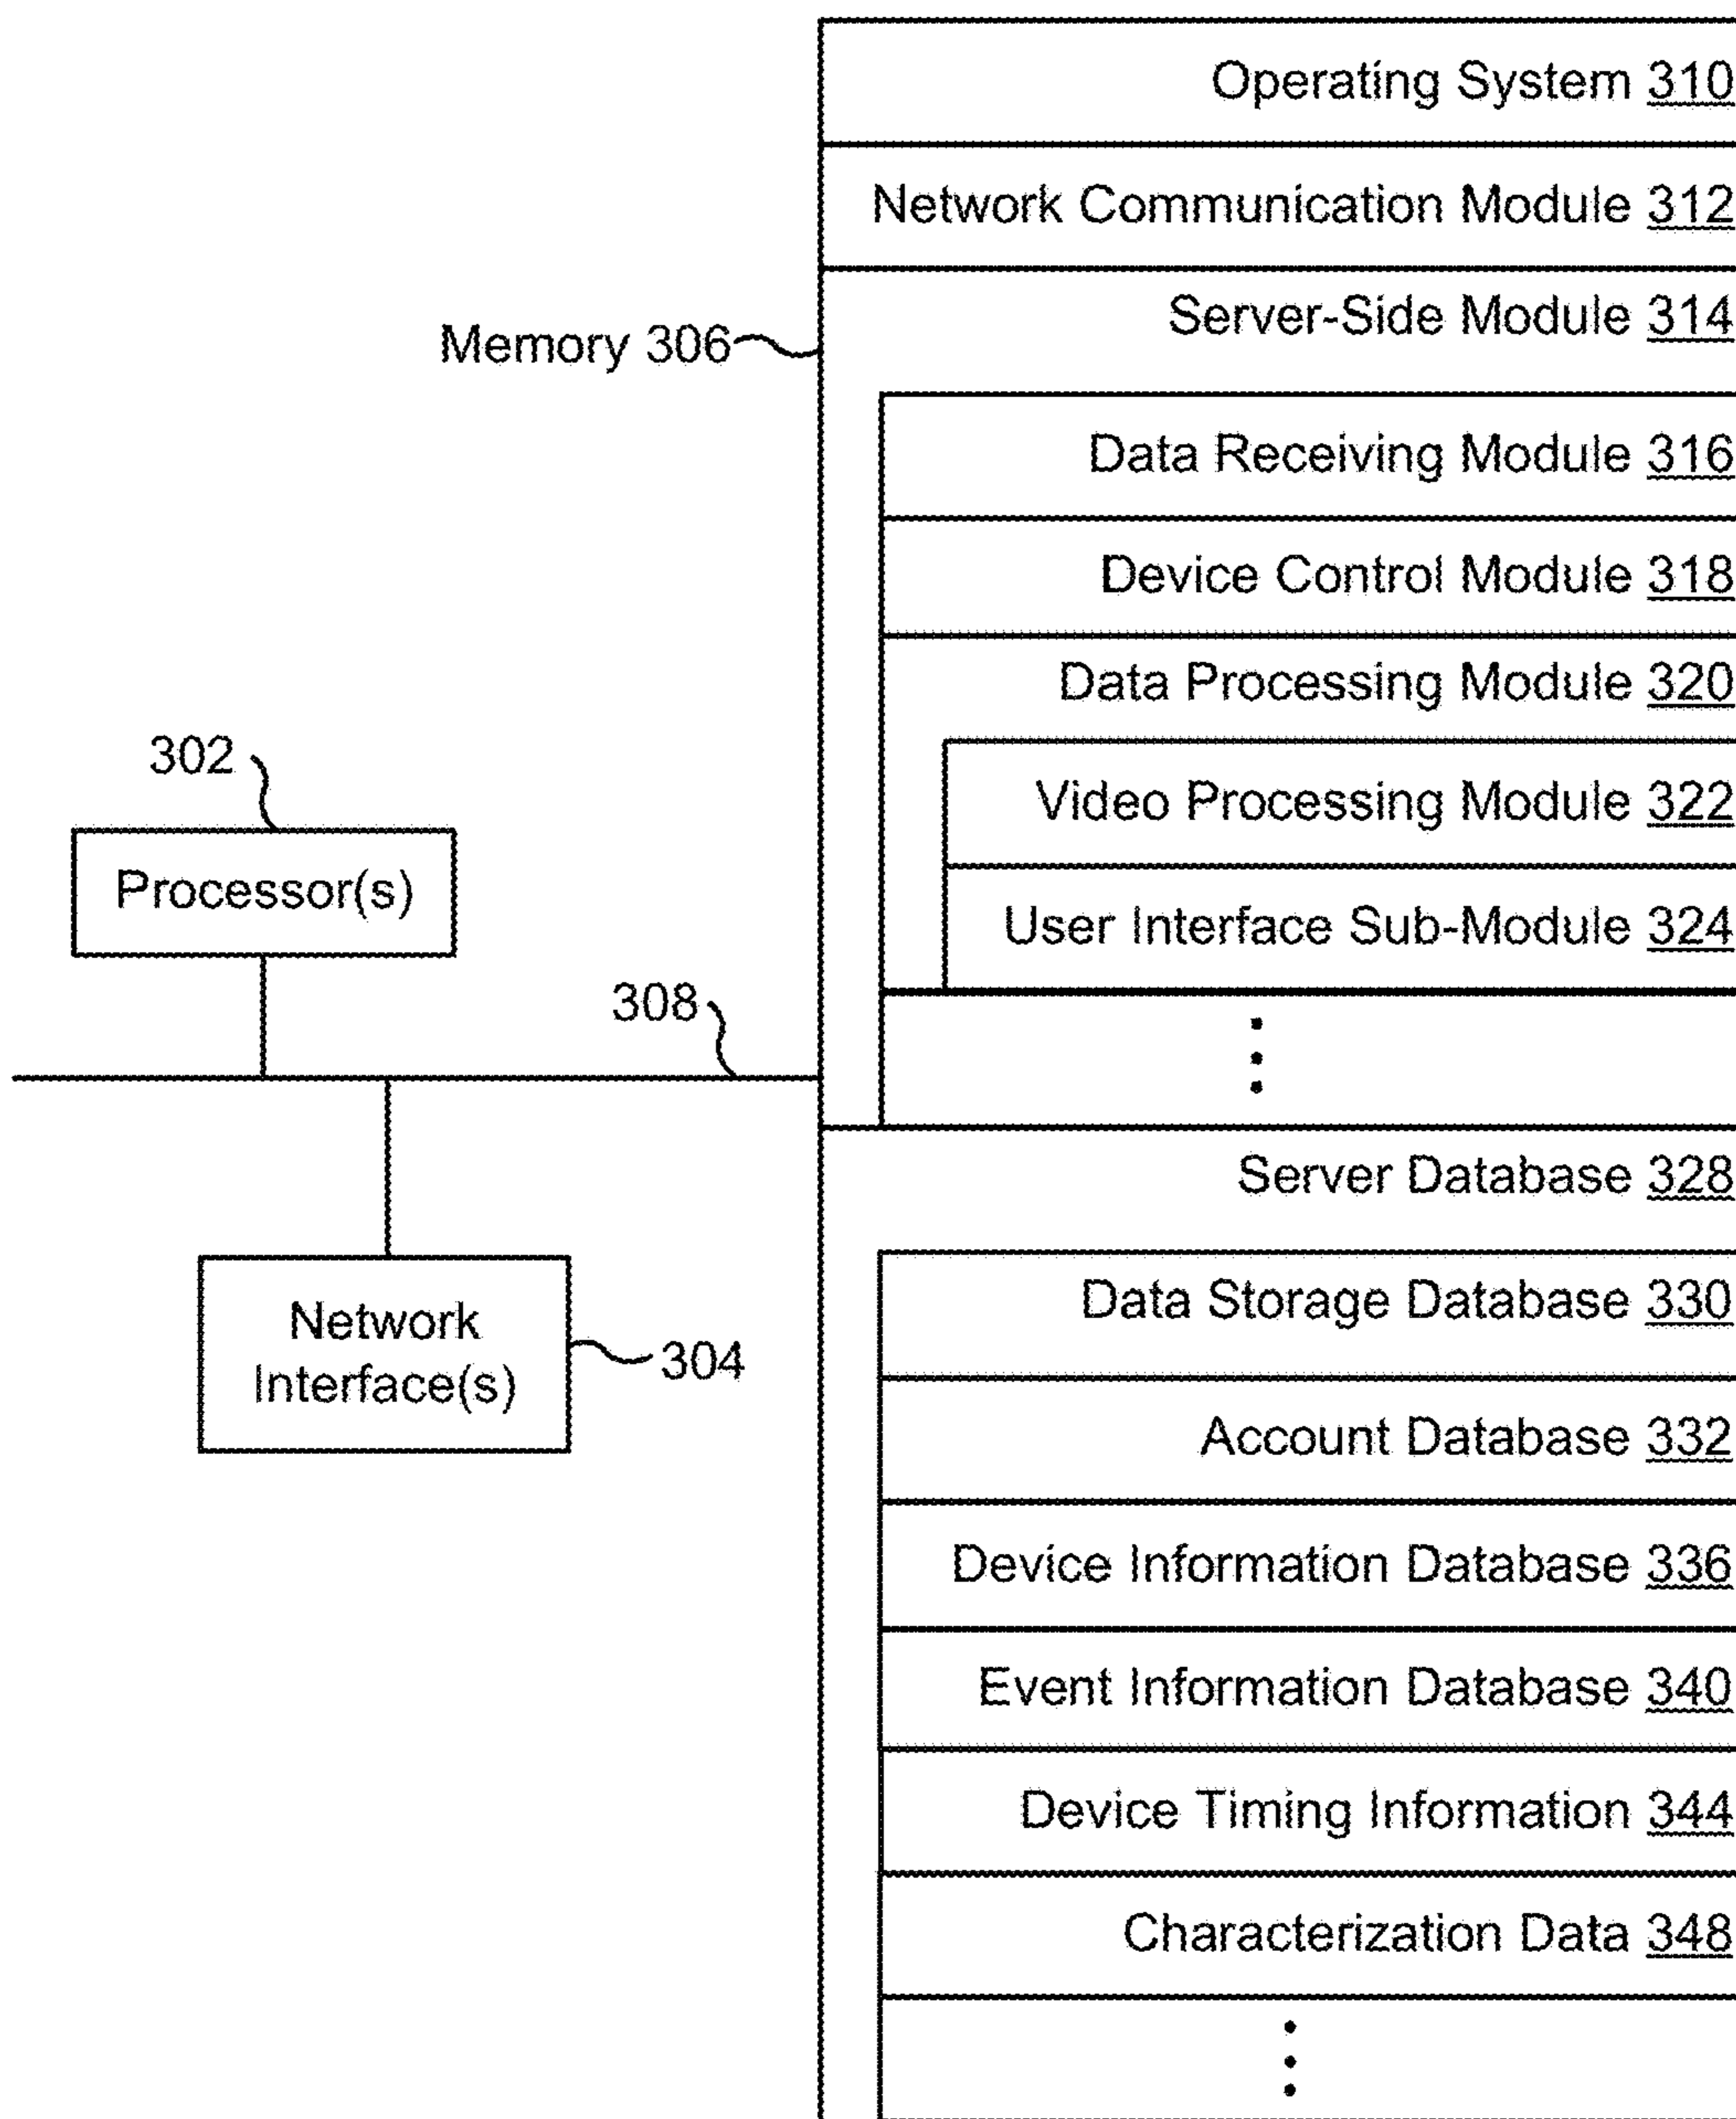 Operating System 310
Network Communication Module 312
Server-Side Module 314
Memory 306
Data Receiving Module 316
Device Control Module 318
Data Processing Module 320
Video Processing Module 322
User Interface Sub-Module 324
302
Processor(s)
308
Network
Interface(s)
304
Server Database 328
Data Storage Database 330
Account Database 332
Device Information Database 336
Event Information Database 340
Device Timing Information 344
Characterization Data 348